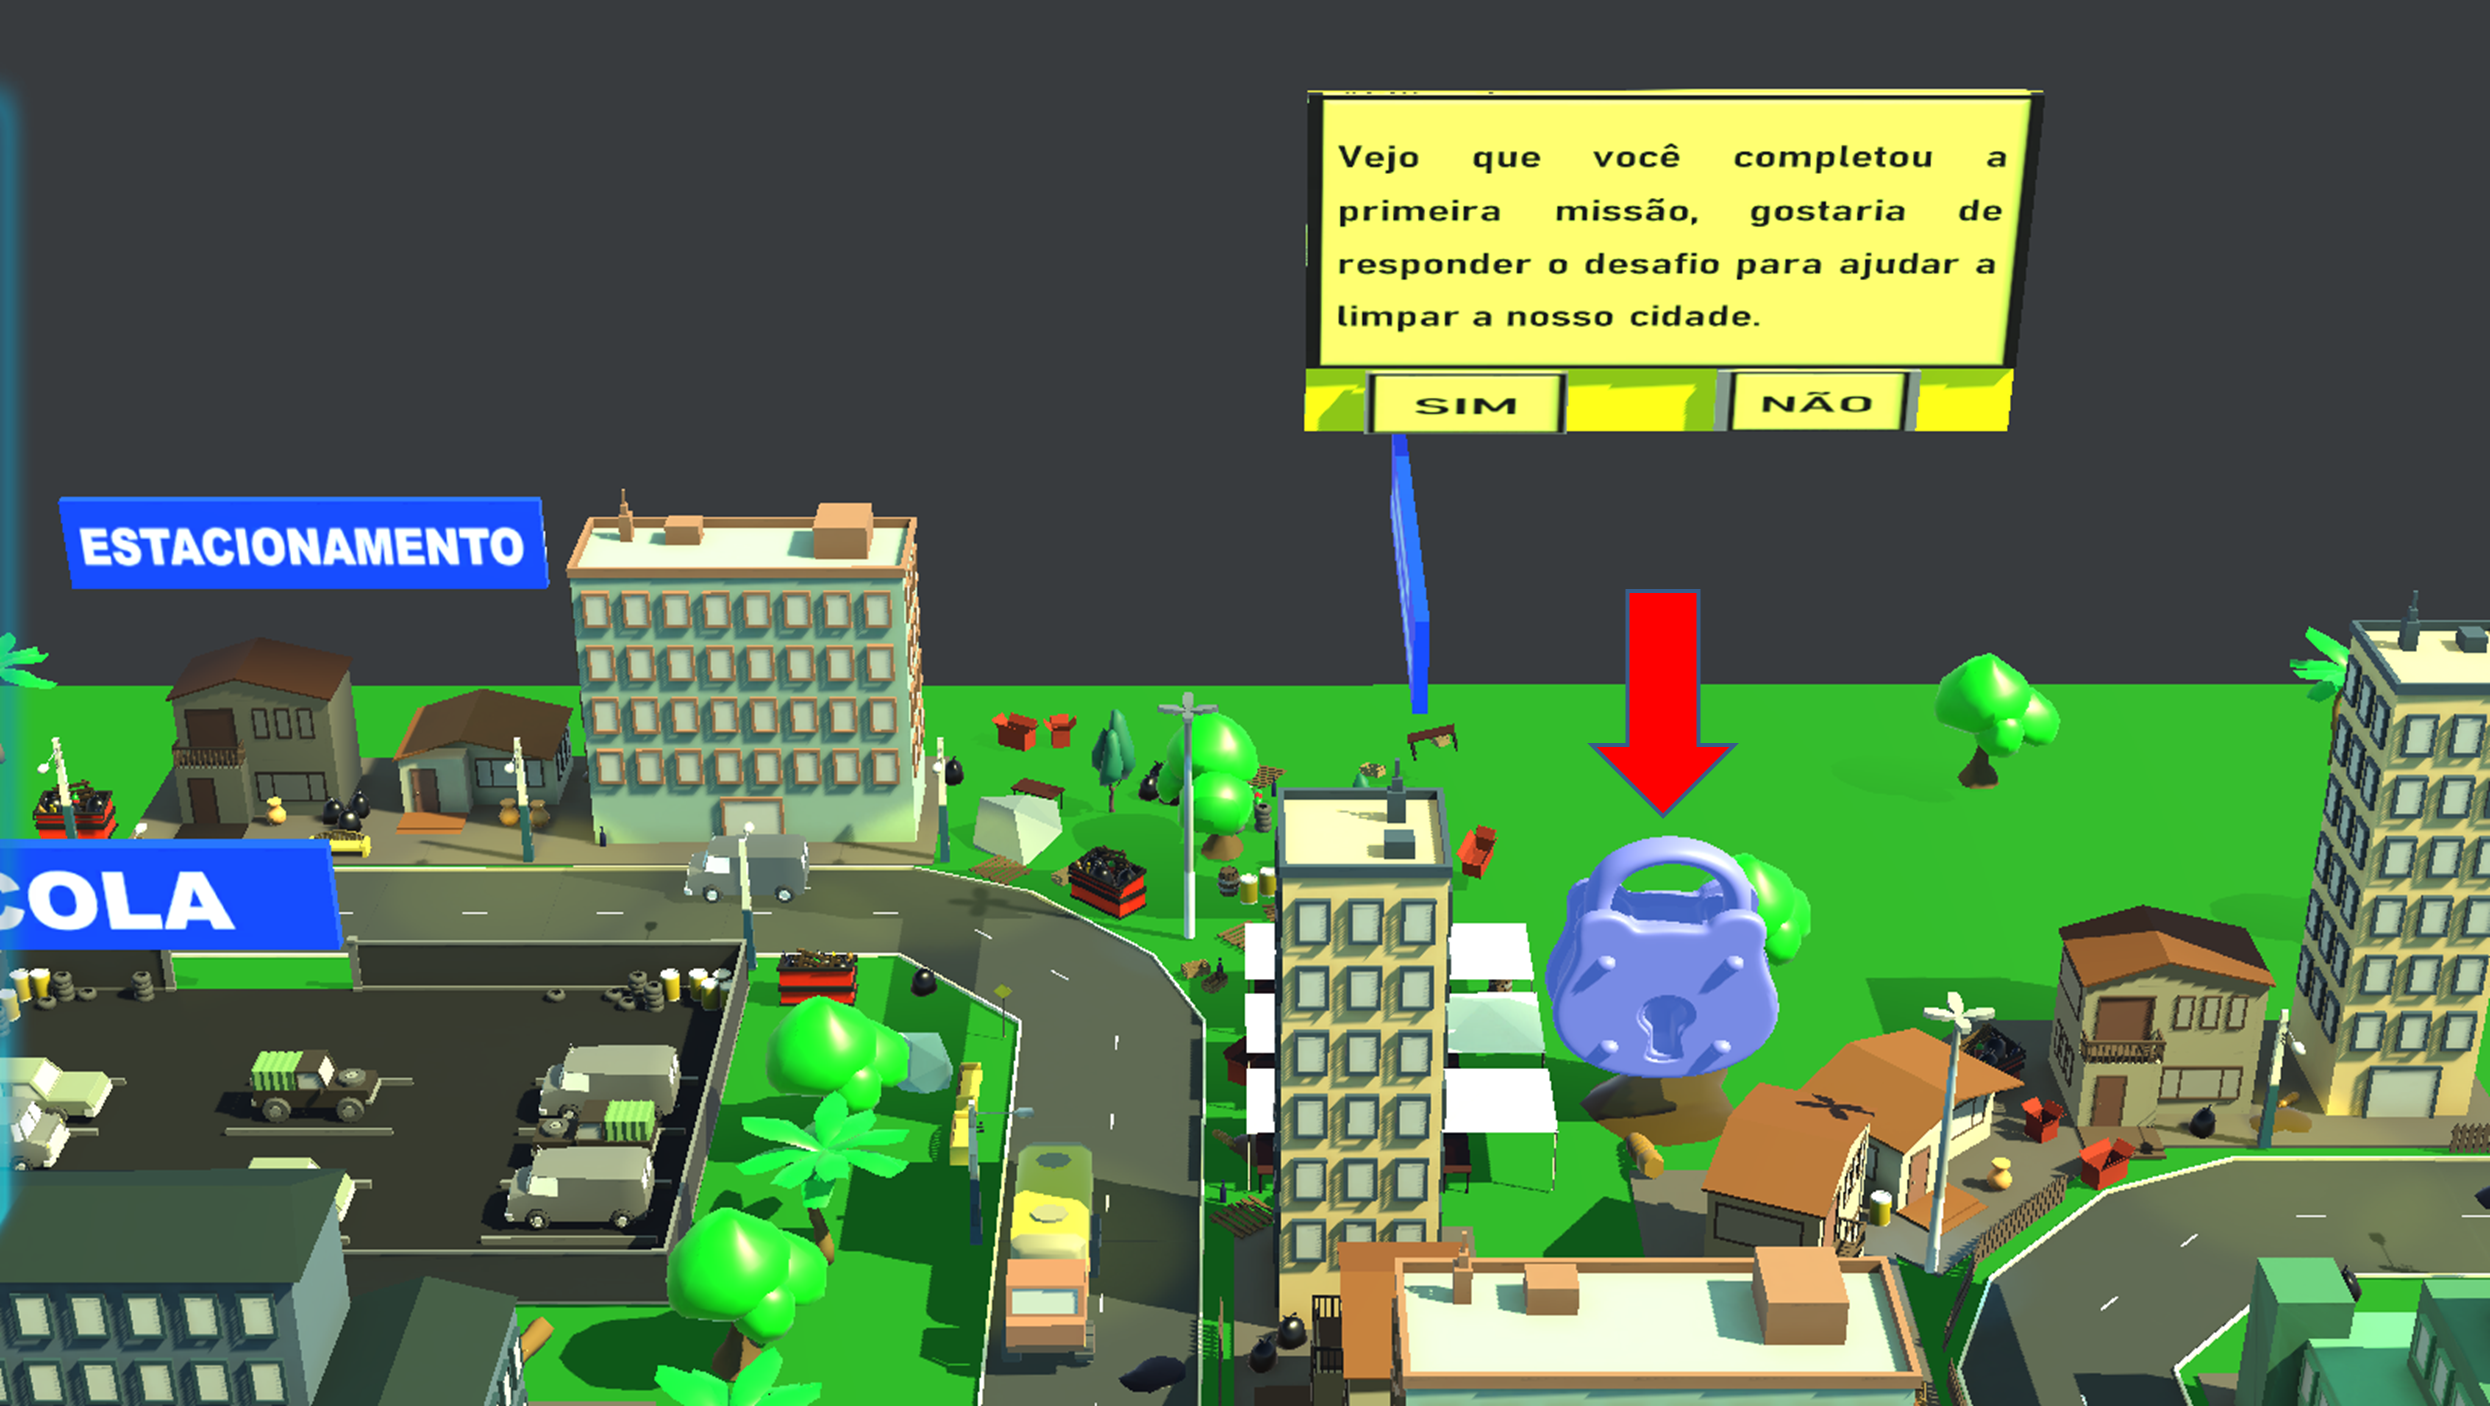 Vejo que você completou a
primeira missão, gostaria de
responder o desafio para ajudar a
limpar a nosso cidade.
SIM NÃO
ESTACIONAMENTO
COLA